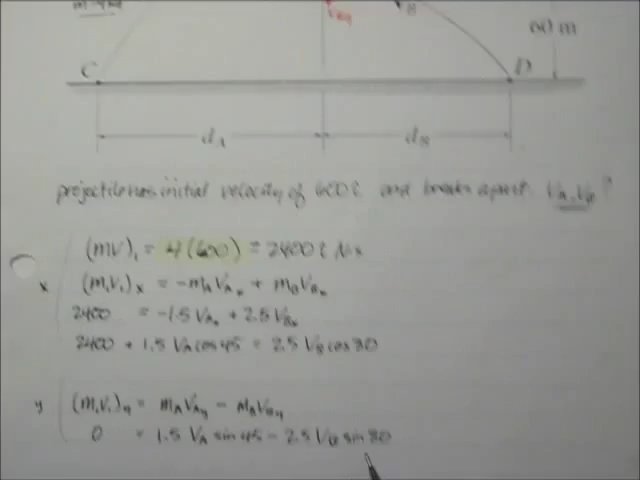 C D 60 m
d_A d_B
projectile has initial velocity of 600 î and breaks apart. V_A, V_B?
(mV)₁ = 4(600) = 2400 î N·s
x (m₁V₁)ₓ = -m_A V_Aₓ + m_B V_Bₓ
2400 = -1.5 V_Aₓ + 2.5 V_Bₓ
2400 + 1.5 V_A cos 45 = 2.5 V_B cos 30
y (m₁V₁)y = m_A V_Ay - m_B V_By
0 = 1.5 V_A sin 45 - 2.5 V_B sin 30